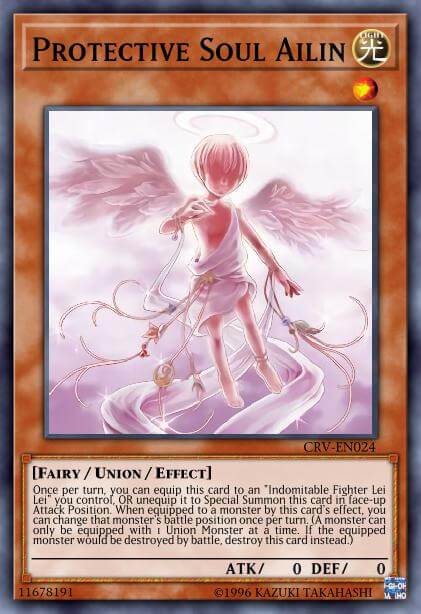 PROTECTIVE SOUL AILIN
LIGHT
光
CRV-EN024
[FAIRY / UNION / EFFECT]
Once per turn, you can equip this card to an "Indomitable Fighter Lei
Lei" you control, OR unequip it to Special Summon this card in face-up
Attack Position. When equipped to a monster by this card's effect, you
can change that monster's battle position once per turn. (A monster can
only be equipped with 1 Union Monster at a time. If the equipped
monster would be destroyed by battle, destroy this card instead.)
ATK/ 0 DEF/ 0
11678191
©1996 KAZUKI TAKAHASHI